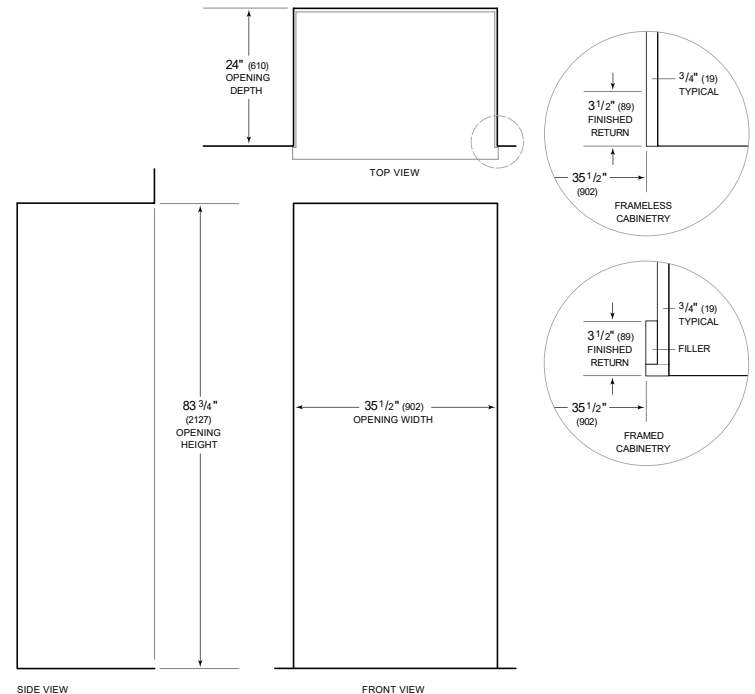 24" (610)
OPENING
DEPTH
TOP VIEW
3/4" (19)
TYPICAL
3 1/2" (89)
FINISHED
RETURN
35 1/2"
(902)
FRAMELESS
CABINETRY
3/4" (19)
TYPICAL
3 1/2" (89)
FINISHED
RETURN
FILLER
35 1/2"
(902)
FRAMED
CABINETRY
83 3/4"
(2127)
OPENING
HEIGHT
35 1/2" (902)
OPENING WIDTH
SIDE VIEW
FRONT VIEW